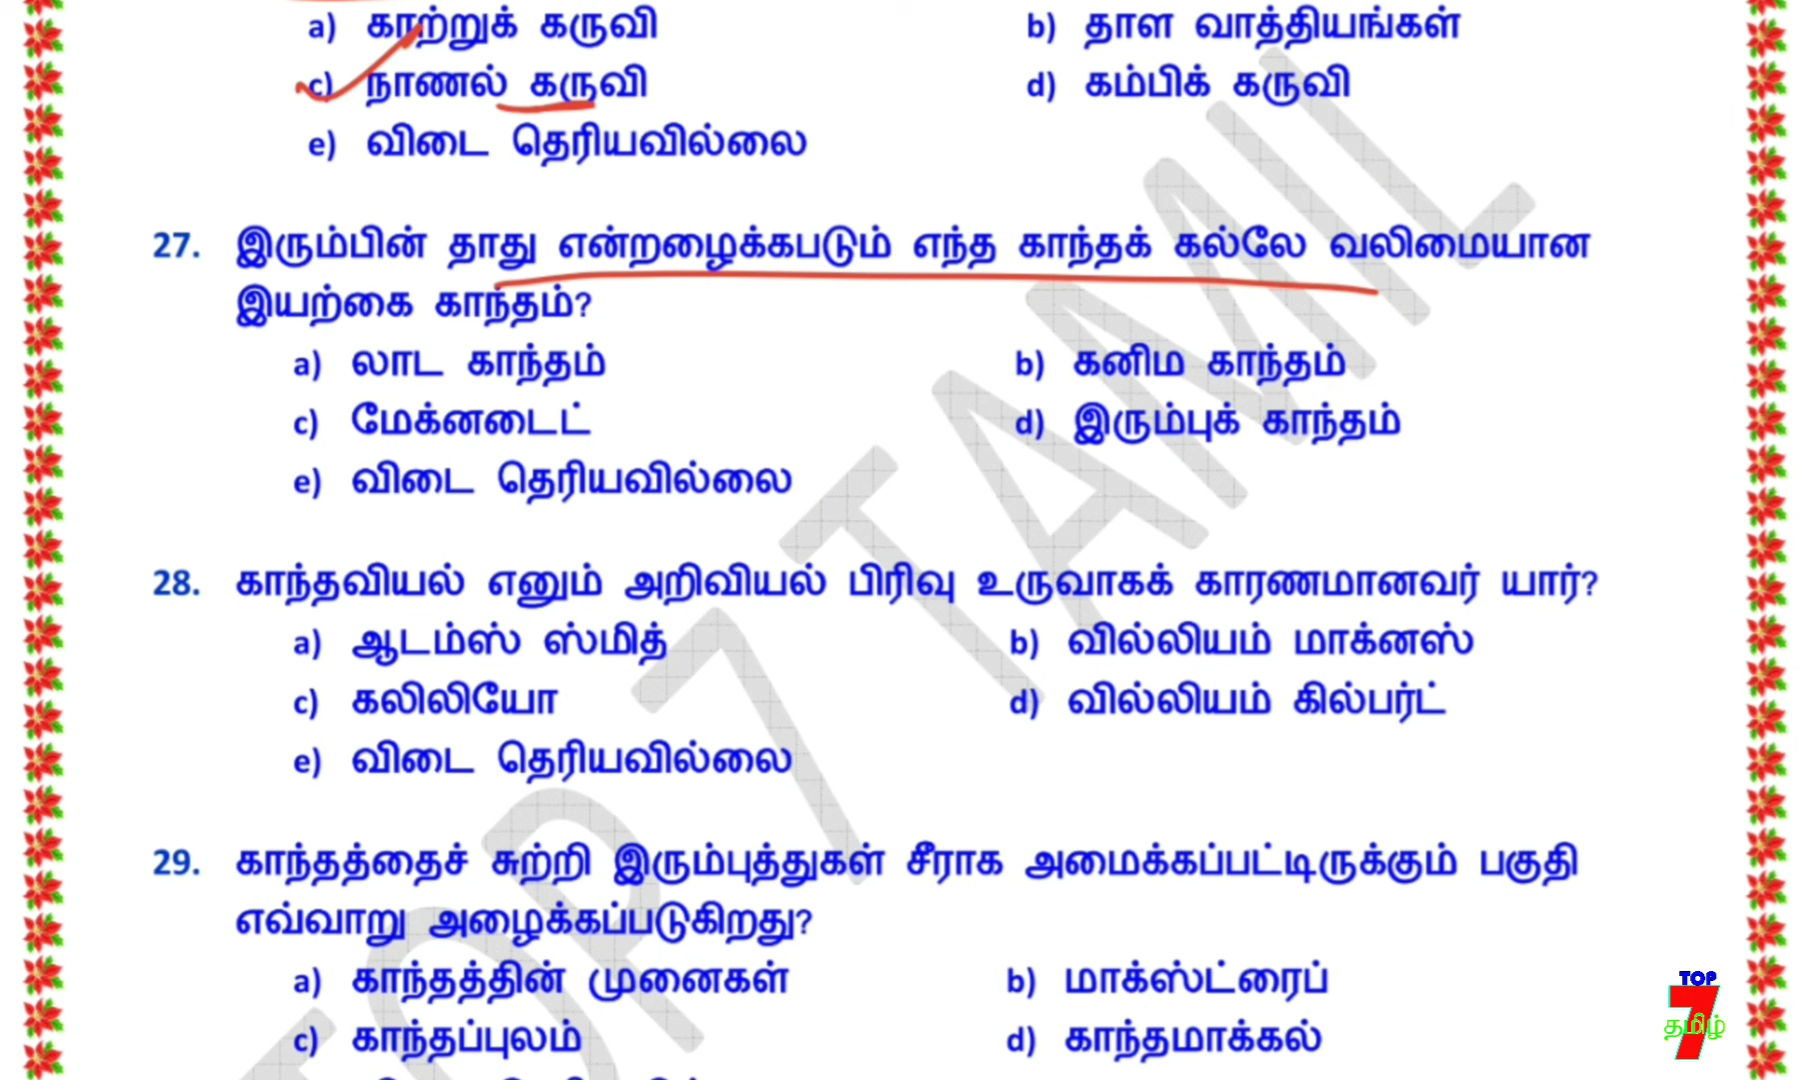 a) காற்றுக் கருவி b) தாள வாத்தியங்கள்
c) நாணல் கருவி d) கம்பிக் கருவி
e) விடை தெரியவில்லை
27. இரும்பின் தாது என்றழைக்கபடும் எந்த காந்தக் கல்லே வலிமையான
இயற்கை காந்தம்?
a) லாட காந்தம் b) கனிம காந்தம்
c) மேக்னடைட் d) இரும்புக் காந்தம்
e) விடை தெரியவில்லை
28. காந்தவியல் எனும் அறிவியல் பிரிவு உருவாகக் காரணமானவர் யார்?
a) ஆடம்ஸ் ஸ்மித் b) வில்லியம் மாக்னஸ்
c) கலிலியோ d) வில்லியம் கில்பர்ட்
e) விடை தெரியவில்லை
29. காந்தத்தைச் சுற்றி இரும்புத்துகள் சீராக அமைக்கப்பட்டிருக்கும் பகுதி
எவ்வாறு அழைக்கப்படுகிறது?
a) காந்தத்தின் முனைகள் b) மாக்ஸ்ட்ரைப்
c) காந்தப்புலம் d) காந்தமாக்கல்
TOP 7 TAMIL
TOP
7
தமிழ்